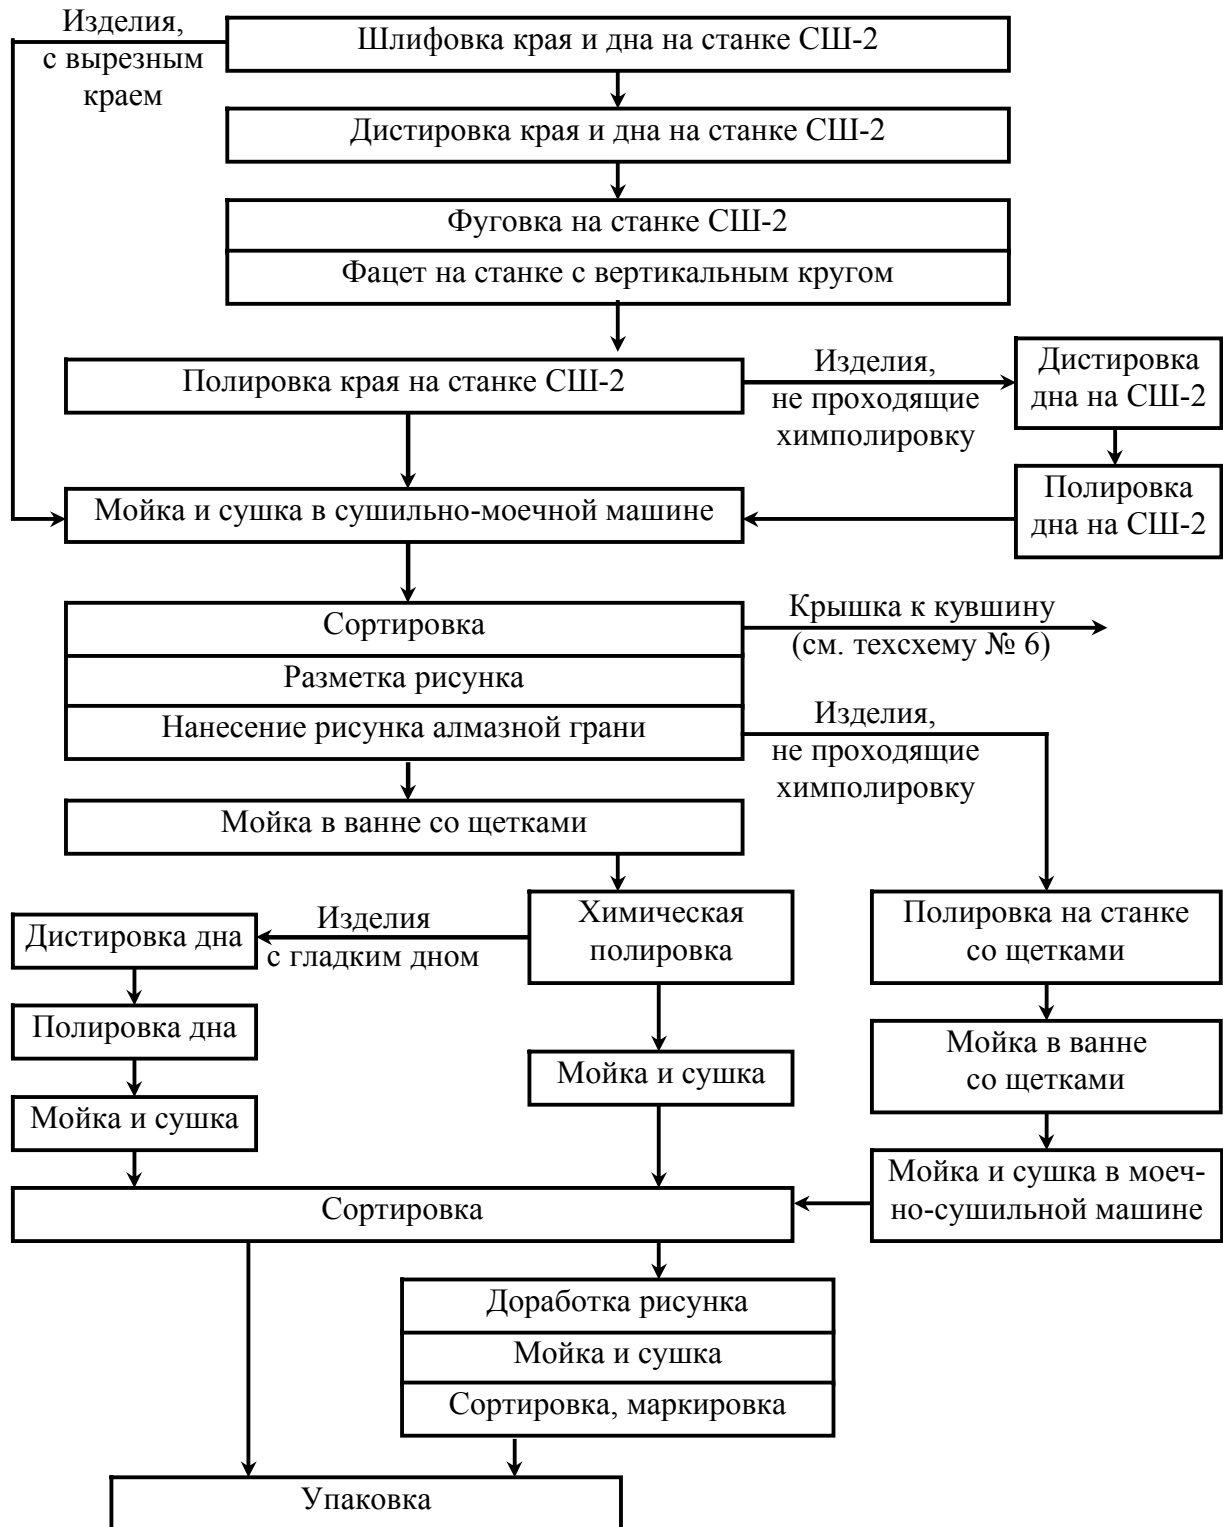 Изделия,
с вырезным
краем
Шлифовка края и дна на станке СШ-2
Дистировка края и дна на станке СШ-2
Фуговка на станке СШ-2
Фацет на станке с вертикальным кругом
Полировка края на станке СШ-2
Изделия,
не проходящие
химполировку
Дистировка
дна на СШ-2
Полировка
дна на СШ-2
Мойка и сушка в сушильно-моечной машине
Сортировка
Крышка к кувшину
(см. техсхему № 6)
Разметка рисунка
Нанесение рисунка алмазной грани
Изделия,
не проходящие
химполировку
Мойка в ванне со щетками
Химическая
полировка
Изделия
с гладким дном
Дистировка дна
Полировка дна
Мойка и сушка
Мойка и сушка
Полировка на станке
со щетками
Мойка в ванне
со щетками
Мойка и сушка в моеч-
но-сушильной машине
Сортировка
Доработка рисунка
Мойка и сушка
Сортировка, маркировка
Упаковка